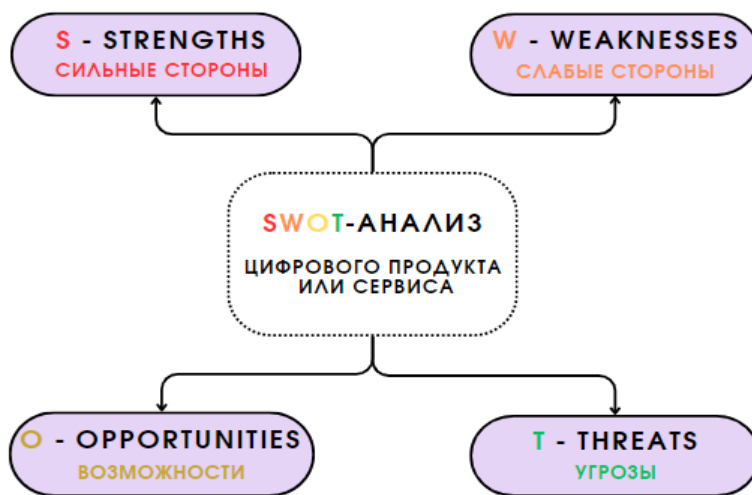 S - STRENGTHS
СИЛЬНЫЕ СТОРОНЫ
W - WEAKNESSES
СЛАБЫЕ СТОРОНЫ
SWOT-АНАЛИЗ
ЦИФРОВОГО ПРОДУКТА
ИЛИ СЕРВИСА
O - OPPORTUNITIES
ВОЗМОЖНОСТИ
T - THREATS
УГРОЗЫ